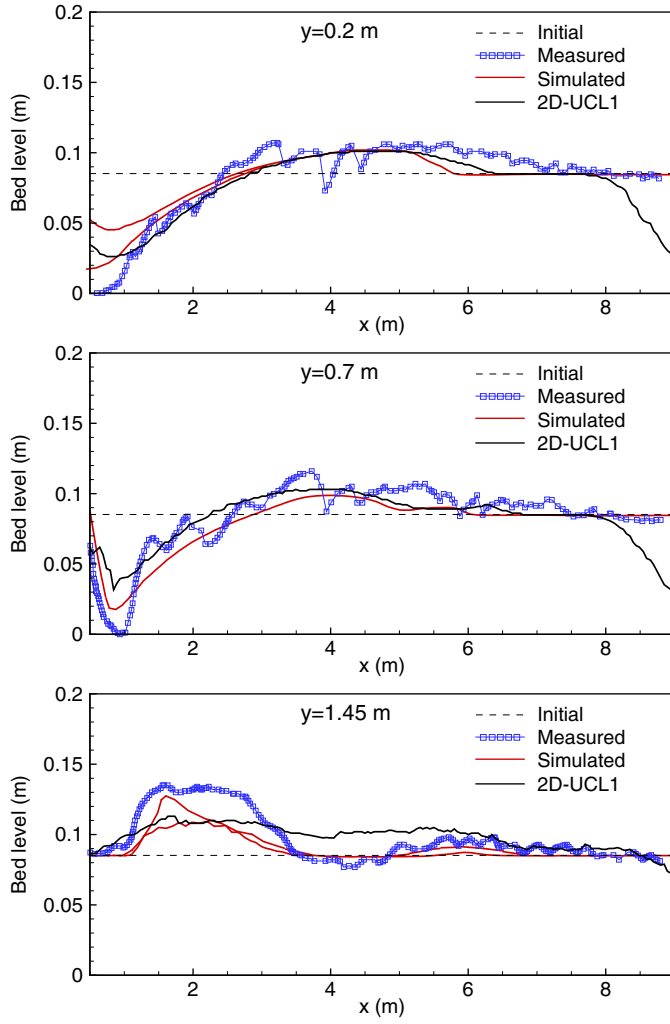 0.2
y=0.2 m
Initial
Measured
Simulated
2D-UCL1
0.15
0.1
0.05
0
Bed level (m)
2 4 6 8
x (m)
0.2
y=0.7 m
Initial
Measured
Simulated
2D-UCL1
0.15
0.1
0.05
0
Bed level (m)
2 4 6 8
x (m)
0.2
y=1.45 m
Initial
Measured
Simulated
2D-UCL1
0.15
0.1
0.05
0
Bed level (m)
2 4 6 8
x (m)